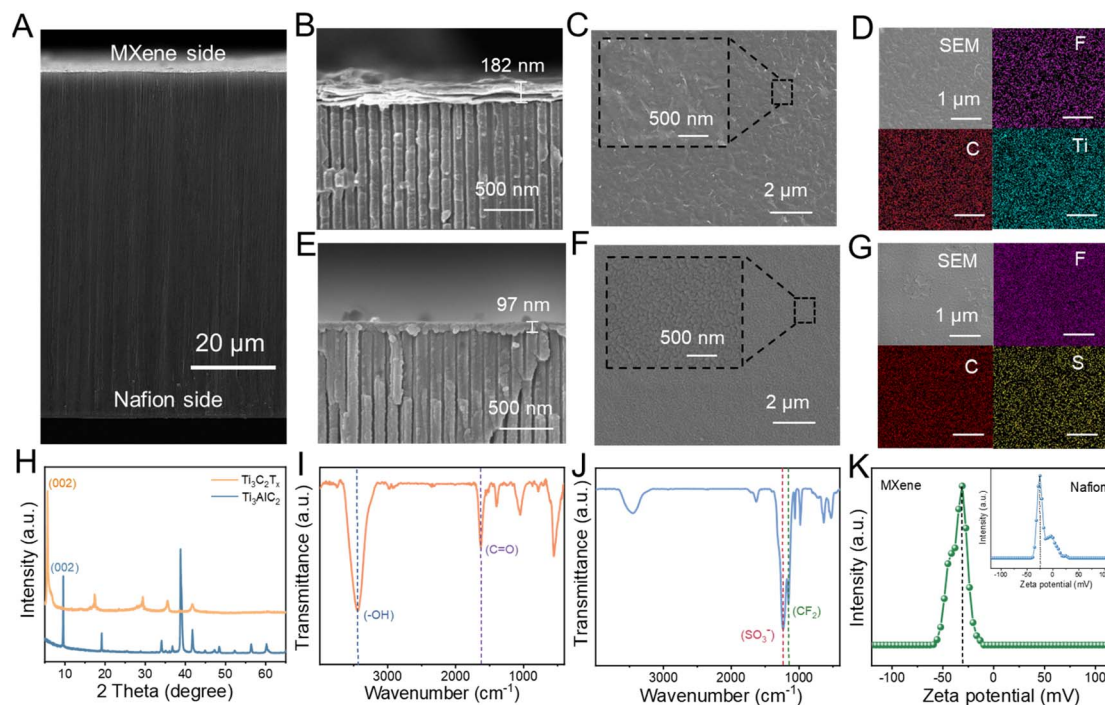 A
MXene side
20 μm
Nafion side
B
182 nm
500 nm
C
500 nm
2 μm
D
SEM
F
1 μm
C
Ti
E
97 nm
500 nm
F
500 nm
2 μm
G
SEM
F
1 μm
C
S
H
Intensity (a.u.)
(002)
(002)
Ti₃C₂Tₓ
Ti₃AlC₂
10 20 30 40 50 60
2 Theta (degree)
I
Transmittance (a.u.)
(-OH)
(C=O)
3000 2000 1000
Wavenumber (cm⁻¹)
J
Transmittance (a.u.)
(SO₃⁻)
(CF₂)
3000 2000 1000
Wavenumber (cm⁻¹)
K
MXene
Intensity (a.u.)
Nafion
Intensity (a.u.)
-100 -50 0 50 100
Zeta potential (mV)
-100 -50 0 50 100
Zeta potential (mV)